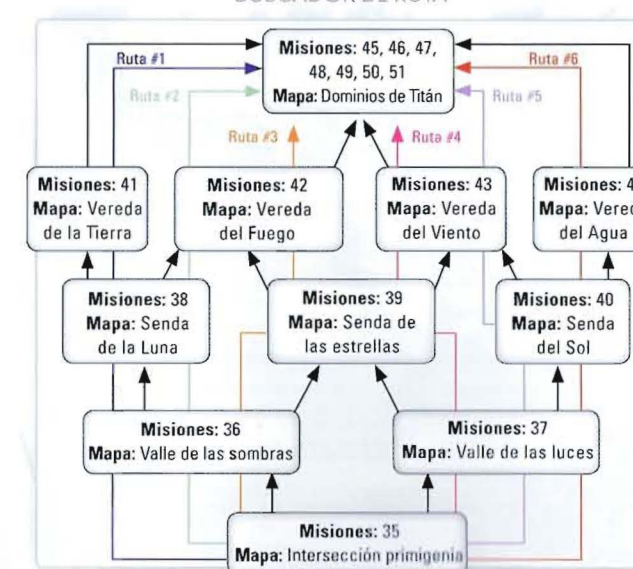 Misiones: 45, 46, 47,
48, 49, 50, 51
Mapa: Dominios de Titán
Ruta #1
Ruta #2
Ruta #3
Ruta #4
Ruta #5
Ruta #6
Misiones: 41
Mapa: Vereda
de la Tierra
Misiones: 42
Mapa: Vereda
del Fuego
Misiones: 43
Mapa: Vereda
del Viento
Misiones: 4
Mapa: Vered
del Agua
Misiones: 38
Mapa: Senda
de la Luna
Misiones: 39
Mapa: Senda de
las estrellas
Misiones: 40
Mapa: Senda
del Sol
Misiones: 36
Mapa: Valle de las sombras
Misiones: 37
Mapa: Valle de las luces
Misiones: 35
Mapa: Intersección primigenia